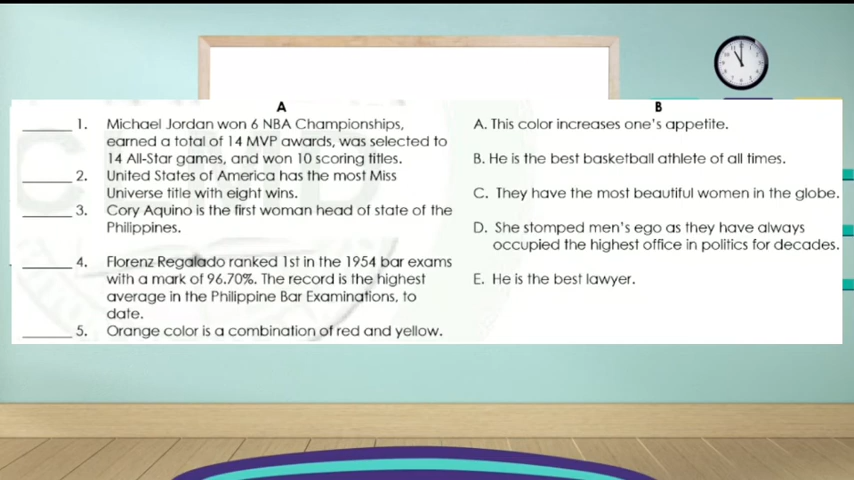 A
1. Michael Jordan won 6 NBA Championships,
earned a total of 14 MVP awards, was selected to
14 All-Star games, and won 10 scoring titles.
2. United States of America has the most Miss
Universe title with eight wins.
3. Cory Aquino is the first woman head of state of the
Philippines.
4. Florenz Regalado ranked 1st in the 1954 bar exams
with a mark of 96.70%. The record is the highest
average in the Philippine Bar Examinations, to
date.
5. Orange color is a combination of red and yellow.
B
A. This color increases one's appetite.
B. He is the best basketball athlete of all times.
C. They have the most beautiful women in the globe.
D. She stomped men's ego as they have always
occupied the highest office in politics for decades.
E. He is the best lawyer.